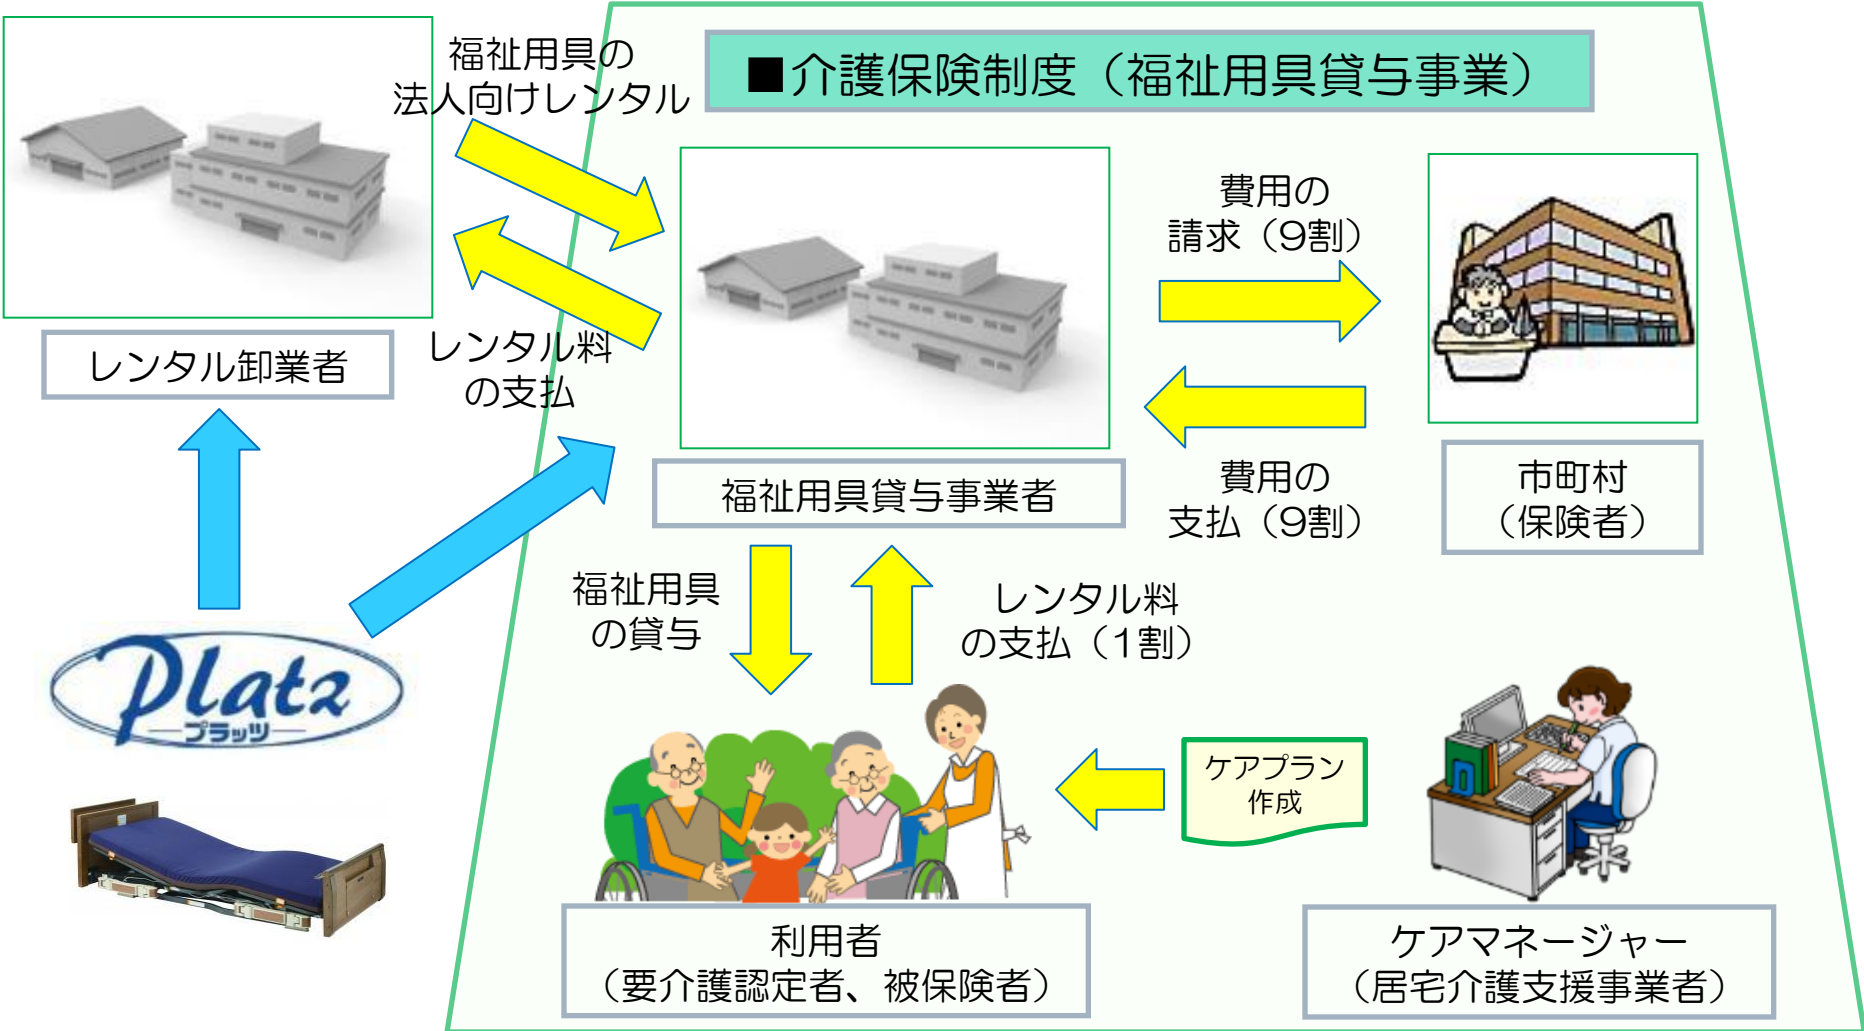 ■介護保険制度（福祉用具貸与事業）
福祉用具の
法人向けレンタル
レンタル卸業者
レンタル料
の支払
福祉用具貸与事業者
費用の
請求（9割）
費用の
支払（9割）
市町村
（保険者）
福祉用具
の貸与
レンタル料
の支払（1割）
Platz
プラッツ
ケアプラン
作成
利用者
（要介護認定者、被保険者）
ケアマネージャー
（居宅介護支援事業者）